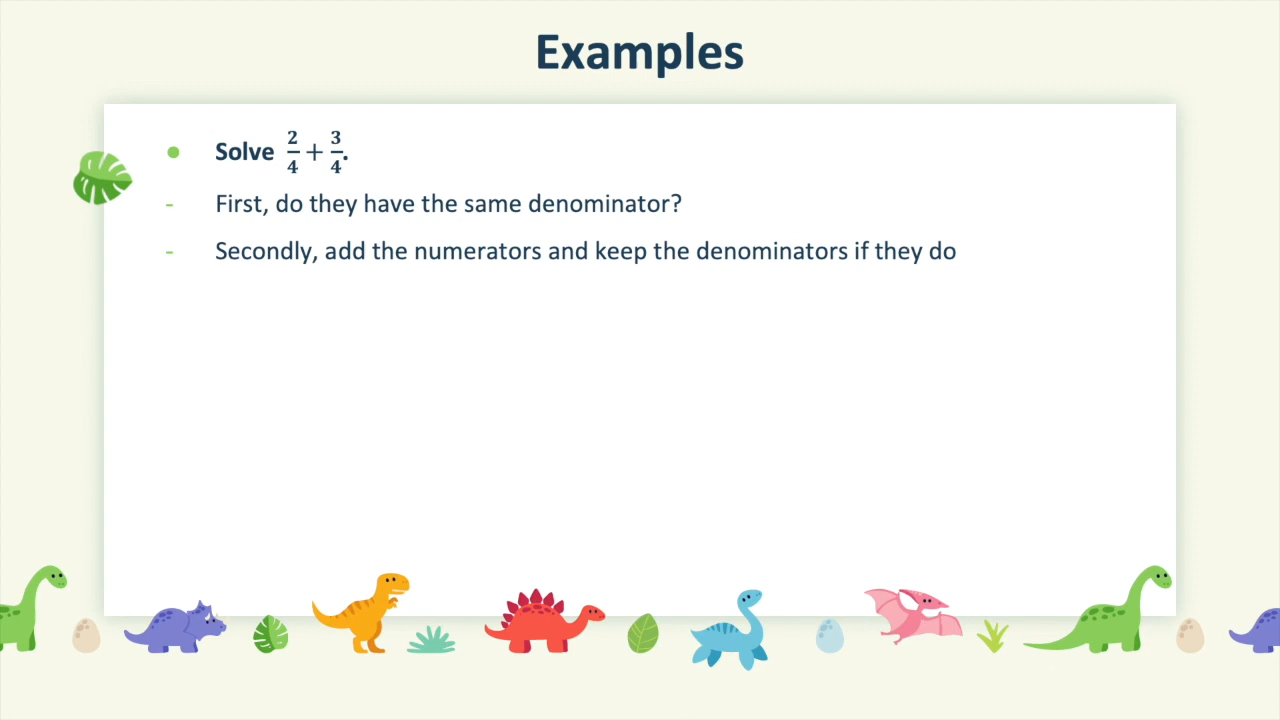 Examples
● Solve 2/4 + 3/4.
- First, do they have the same denominator?
- Secondly, add the numerators and keep the denominators if they do